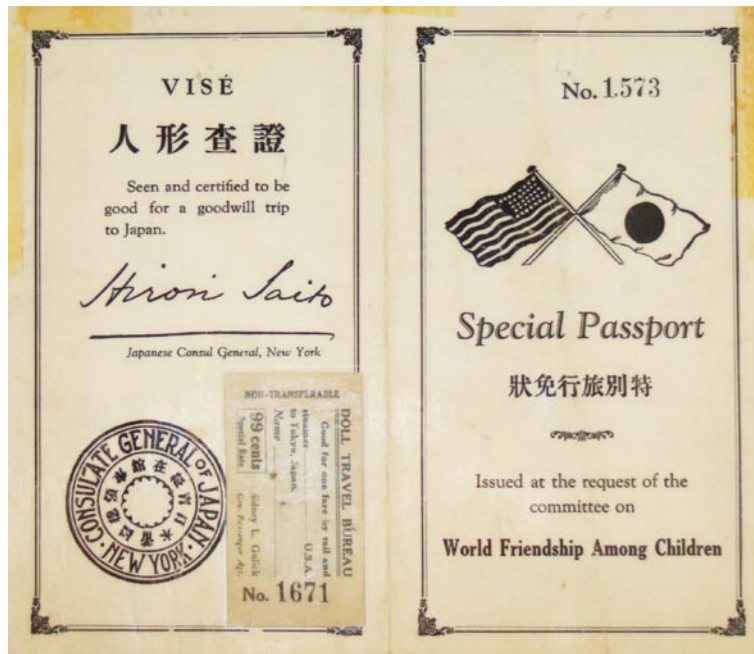 VISÉ
人形查證
Seen and certified to be
good for a goodwill trip
to Japan.
Hirosi Saito
Japanese Consul General, New York
CONSULATE GENERAL OF JAPAN
NEW YORK
NON-TRANSFERABLE
DOLL TRAVEL BUREAU
Good for one fare by rail and
steamer U.S.A.
to Tokyo, Japan.
Name
99 cents
Special Rate
Sidney L. Gulick
Gen. Passenger Agt.
No. 1671
No. 1573
Special Passport
狀免行旅別特
Issued at the request of the
committee on
World Friendship Among Children